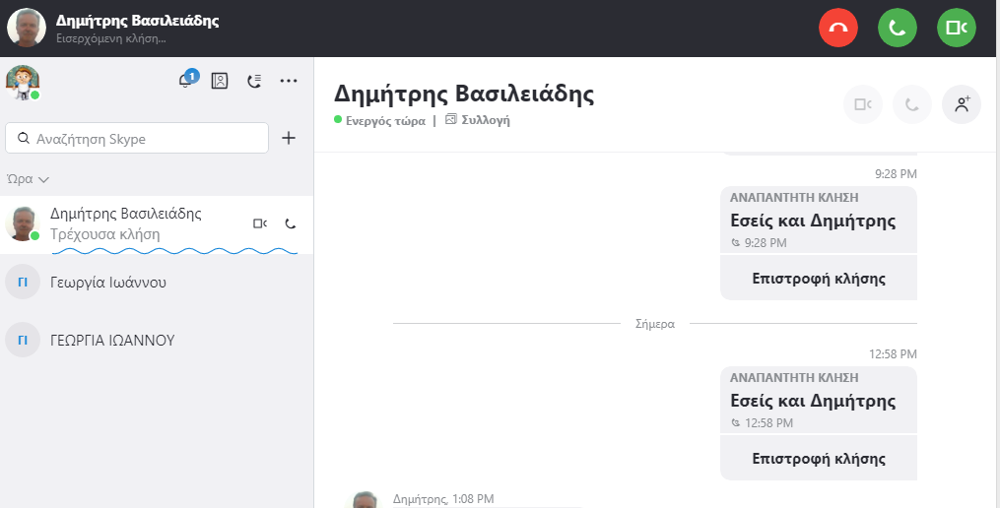 Δημήτρης Βασιλειάδης
Εισερχόμενη κλήση...
1
Αναζήτηση Skype
Ώρα
Δημήτρης Βασιλειάδης
Τρέχουσα κλήση
ΓΙ
Γεωργία Ιωάννου
ΓΙ
ΓΕΩΡΓΙΑ ΙΩΑΝΝΟΥ
Δημήτρης Βασιλειάδης
Ενεργός τώρα | Συλλογή
9:28 PM
ΑΝΑΠΑΝΤΗΤΗ ΚΛΗΣΗ
Εσείς και Δημήτρης
9:28 PM
Επιστροφή κλήσης
Σήμερα
12:58 PM
ΑΝΑΠΑΝΤΗΤΗ ΚΛΗΣΗ
Εσείς και Δημήτρης
12:58 PM
Επιστροφή κλήσης
Δημήτρης, 1:08 PM